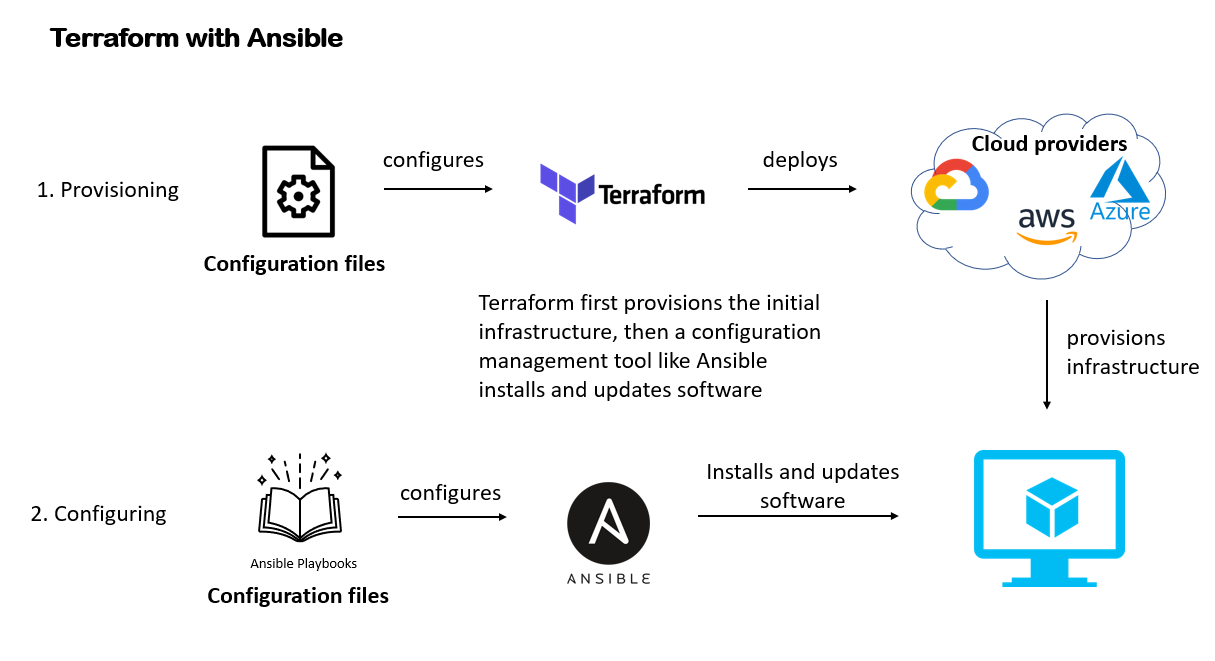 Terraform with Ansible
1. Provisioning
Configuration files
configures
Terraform
deploys
Cloud providers
aws
Azure
Terraform first provisions the initial
infrastructure, then a configuration
management tool like Ansible
installs and updates software
provisions
infrastructure
2. Configuring
Ansible Playbooks
Configuration files
configures
ANSIBLE
Installs and updates
software